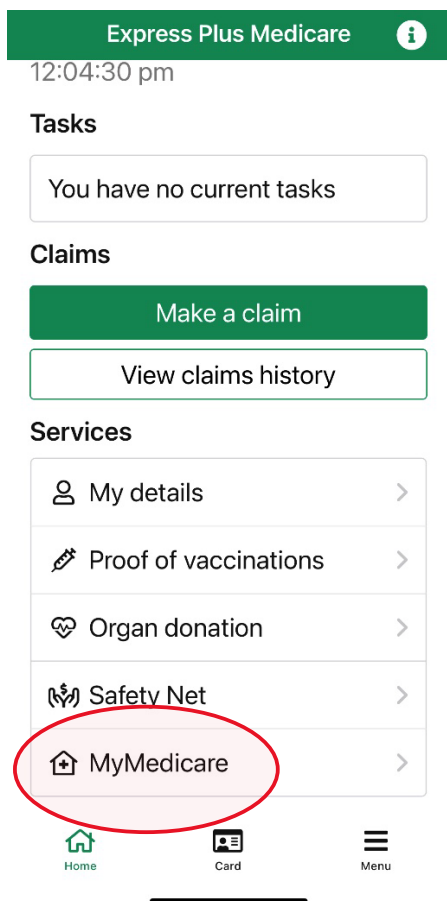 Express Plus Medicare
12:04:30 pm
Tasks
You have no current tasks
Claims
Make a claim
View claims history
Services
My details
Proof of vaccinations
Organ donation
Safety Net
MyMedicare
Home Card Menu